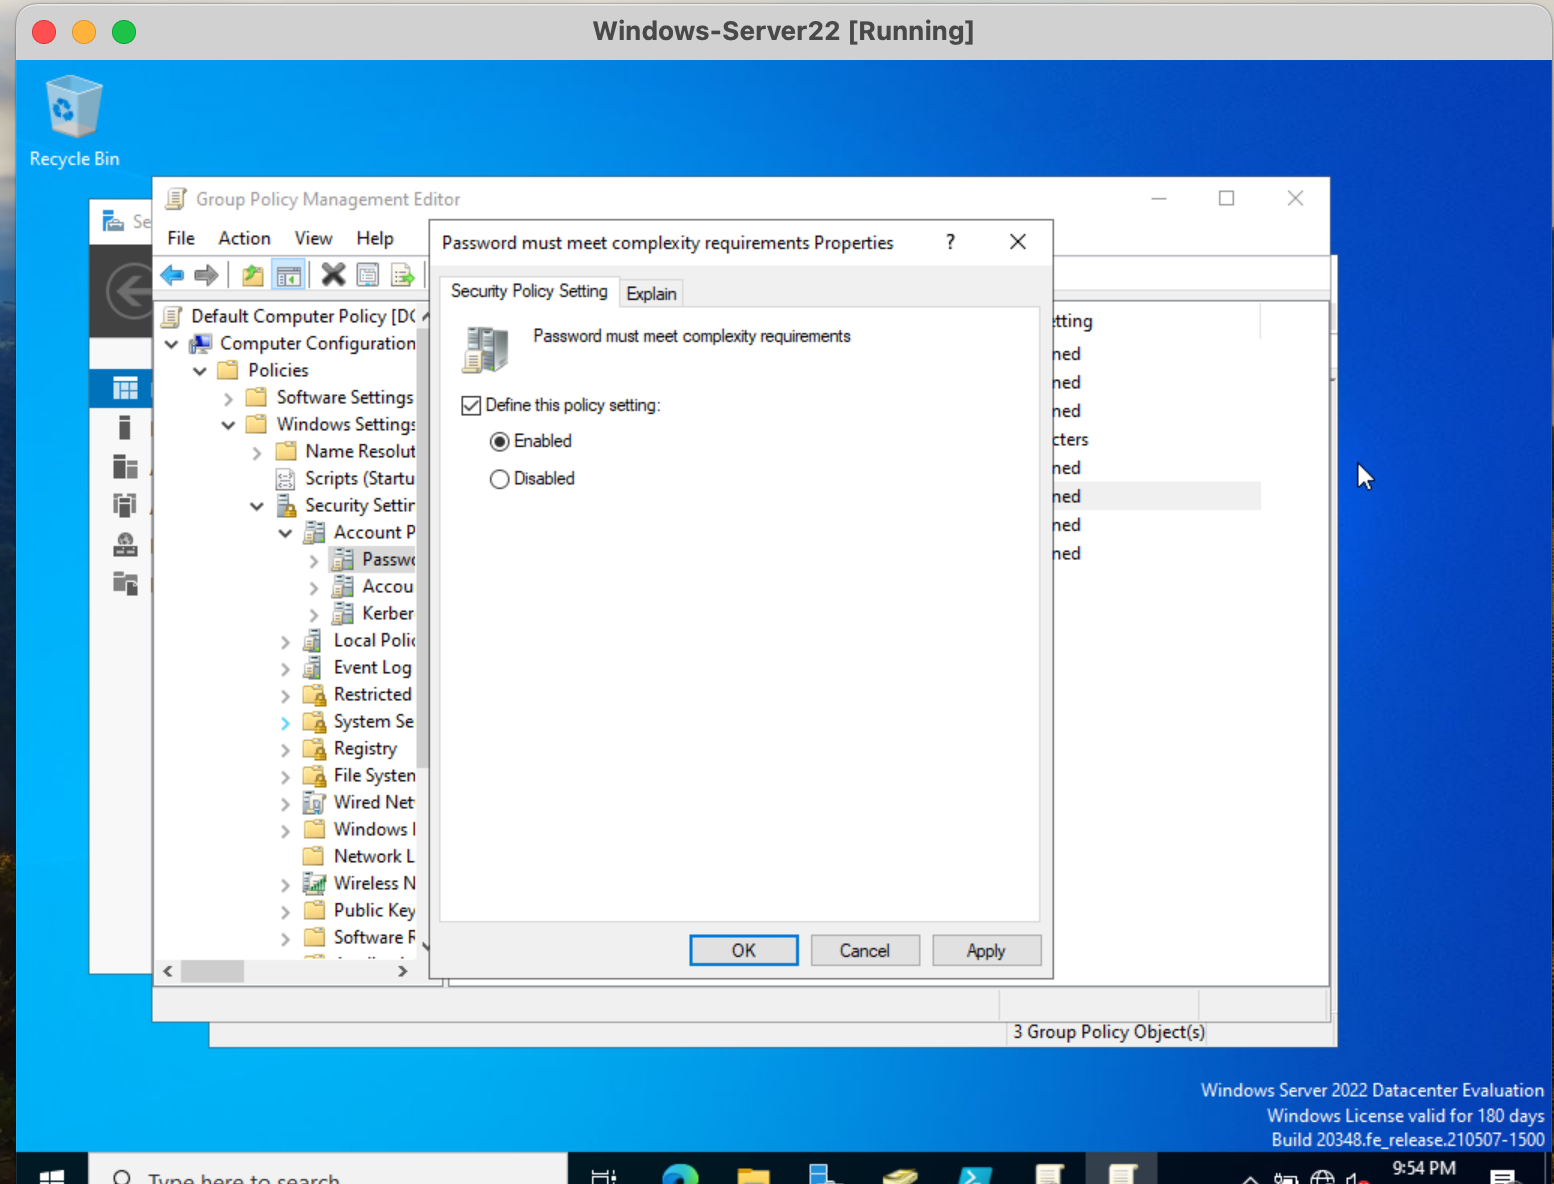 Windows-Server22 [Running]
Recycle Bin
Se
Group Policy Management Editor
File Action View Help
Password must meet complexity requirements Properties
?
Security Policy Setting
Explain
Password must meet complexity requirements
Define this policy setting:
Enabled
Disabled
OK
Cancel
Apply
Default Computer Policy [DC
Computer Configuration
Policies
Software Settings
Windows Settings
Name Resolut
Scripts (Startu
Security Settin
Account P
Passwo
Accou
Kerber
Local Polic
Event Log
Restricted
System Se
Registry
File System
Wired Net
Windows
Network L
Wireless N
Public Key
Software R
tting
ned
ned
ned
cters
ned
ned
ned
ned
3 Group Policy Object(s)
Windows Server 2022 Datacenter Evaluation
Windows License valid for 180 days
Build 20348.fe_release.210507-1500
Type here to search
9:54 PM